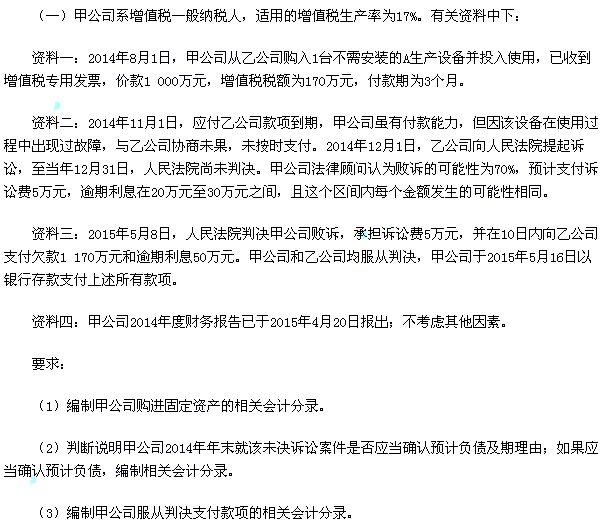 （一）甲公司系增值税一般纳税人，适用的增值税生产率为17%。有关资料中下：
资料一：2014年8月1日，甲公司从乙公司购入1台不需安装的A生产设备并投入使用，已收到
增值税专用发票，价款1 000万元，增值税税额为170万元，付款期为3个月。
资料二：2014年11月1日，应付乙公司款项到期，甲公司虽有付款能力，但因该设备在使用过
程中出现过故障，与乙公司协商未果，未按时支付。2014年12月1日，乙公司向人民法院提起诉
讼，至当年12月31日，人民法院尚未判决。甲公司法律顾问认为败诉的可能性为70%，预计支付诉
讼费5万元，逾期利息在20万元至30万元之间，且这个区间内每个金额发生的可能性相同。
资料三：2015年5月8日，人民法院判决甲公司败诉，承担诉讼费5万元，并在10日内向乙公司
支付欠款1 170万元和逾期利息50万元。甲公司和乙公司均服从判决，甲公司于2015年5月16日以
银行存款支付上述所有款项。
资料四：甲公司2014年度财务报告已于2015年4月20日报出；不考虑其他因素。
要求：
（1）编制甲公司购进固定资产的相关会计分录。
（2）判断说明甲公司2014年年末就该未决诉讼案件是否应当确认预计负债及期理由；如果应
当确认预计负债，编制相关会计分录。
（3）编制甲公司服从判决支付款项的相关会计分录。